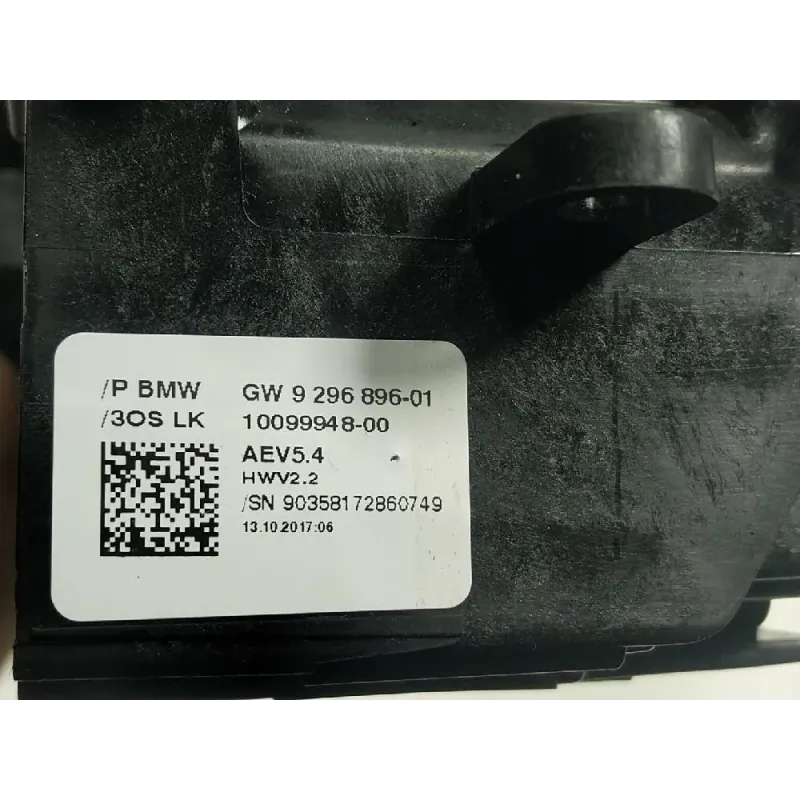 /P BMW GW 9 296 896-01
/3OS LK 10099948-00
AEV5.4
HWV2.2
/SN 90358172860749
13.10.2017:06